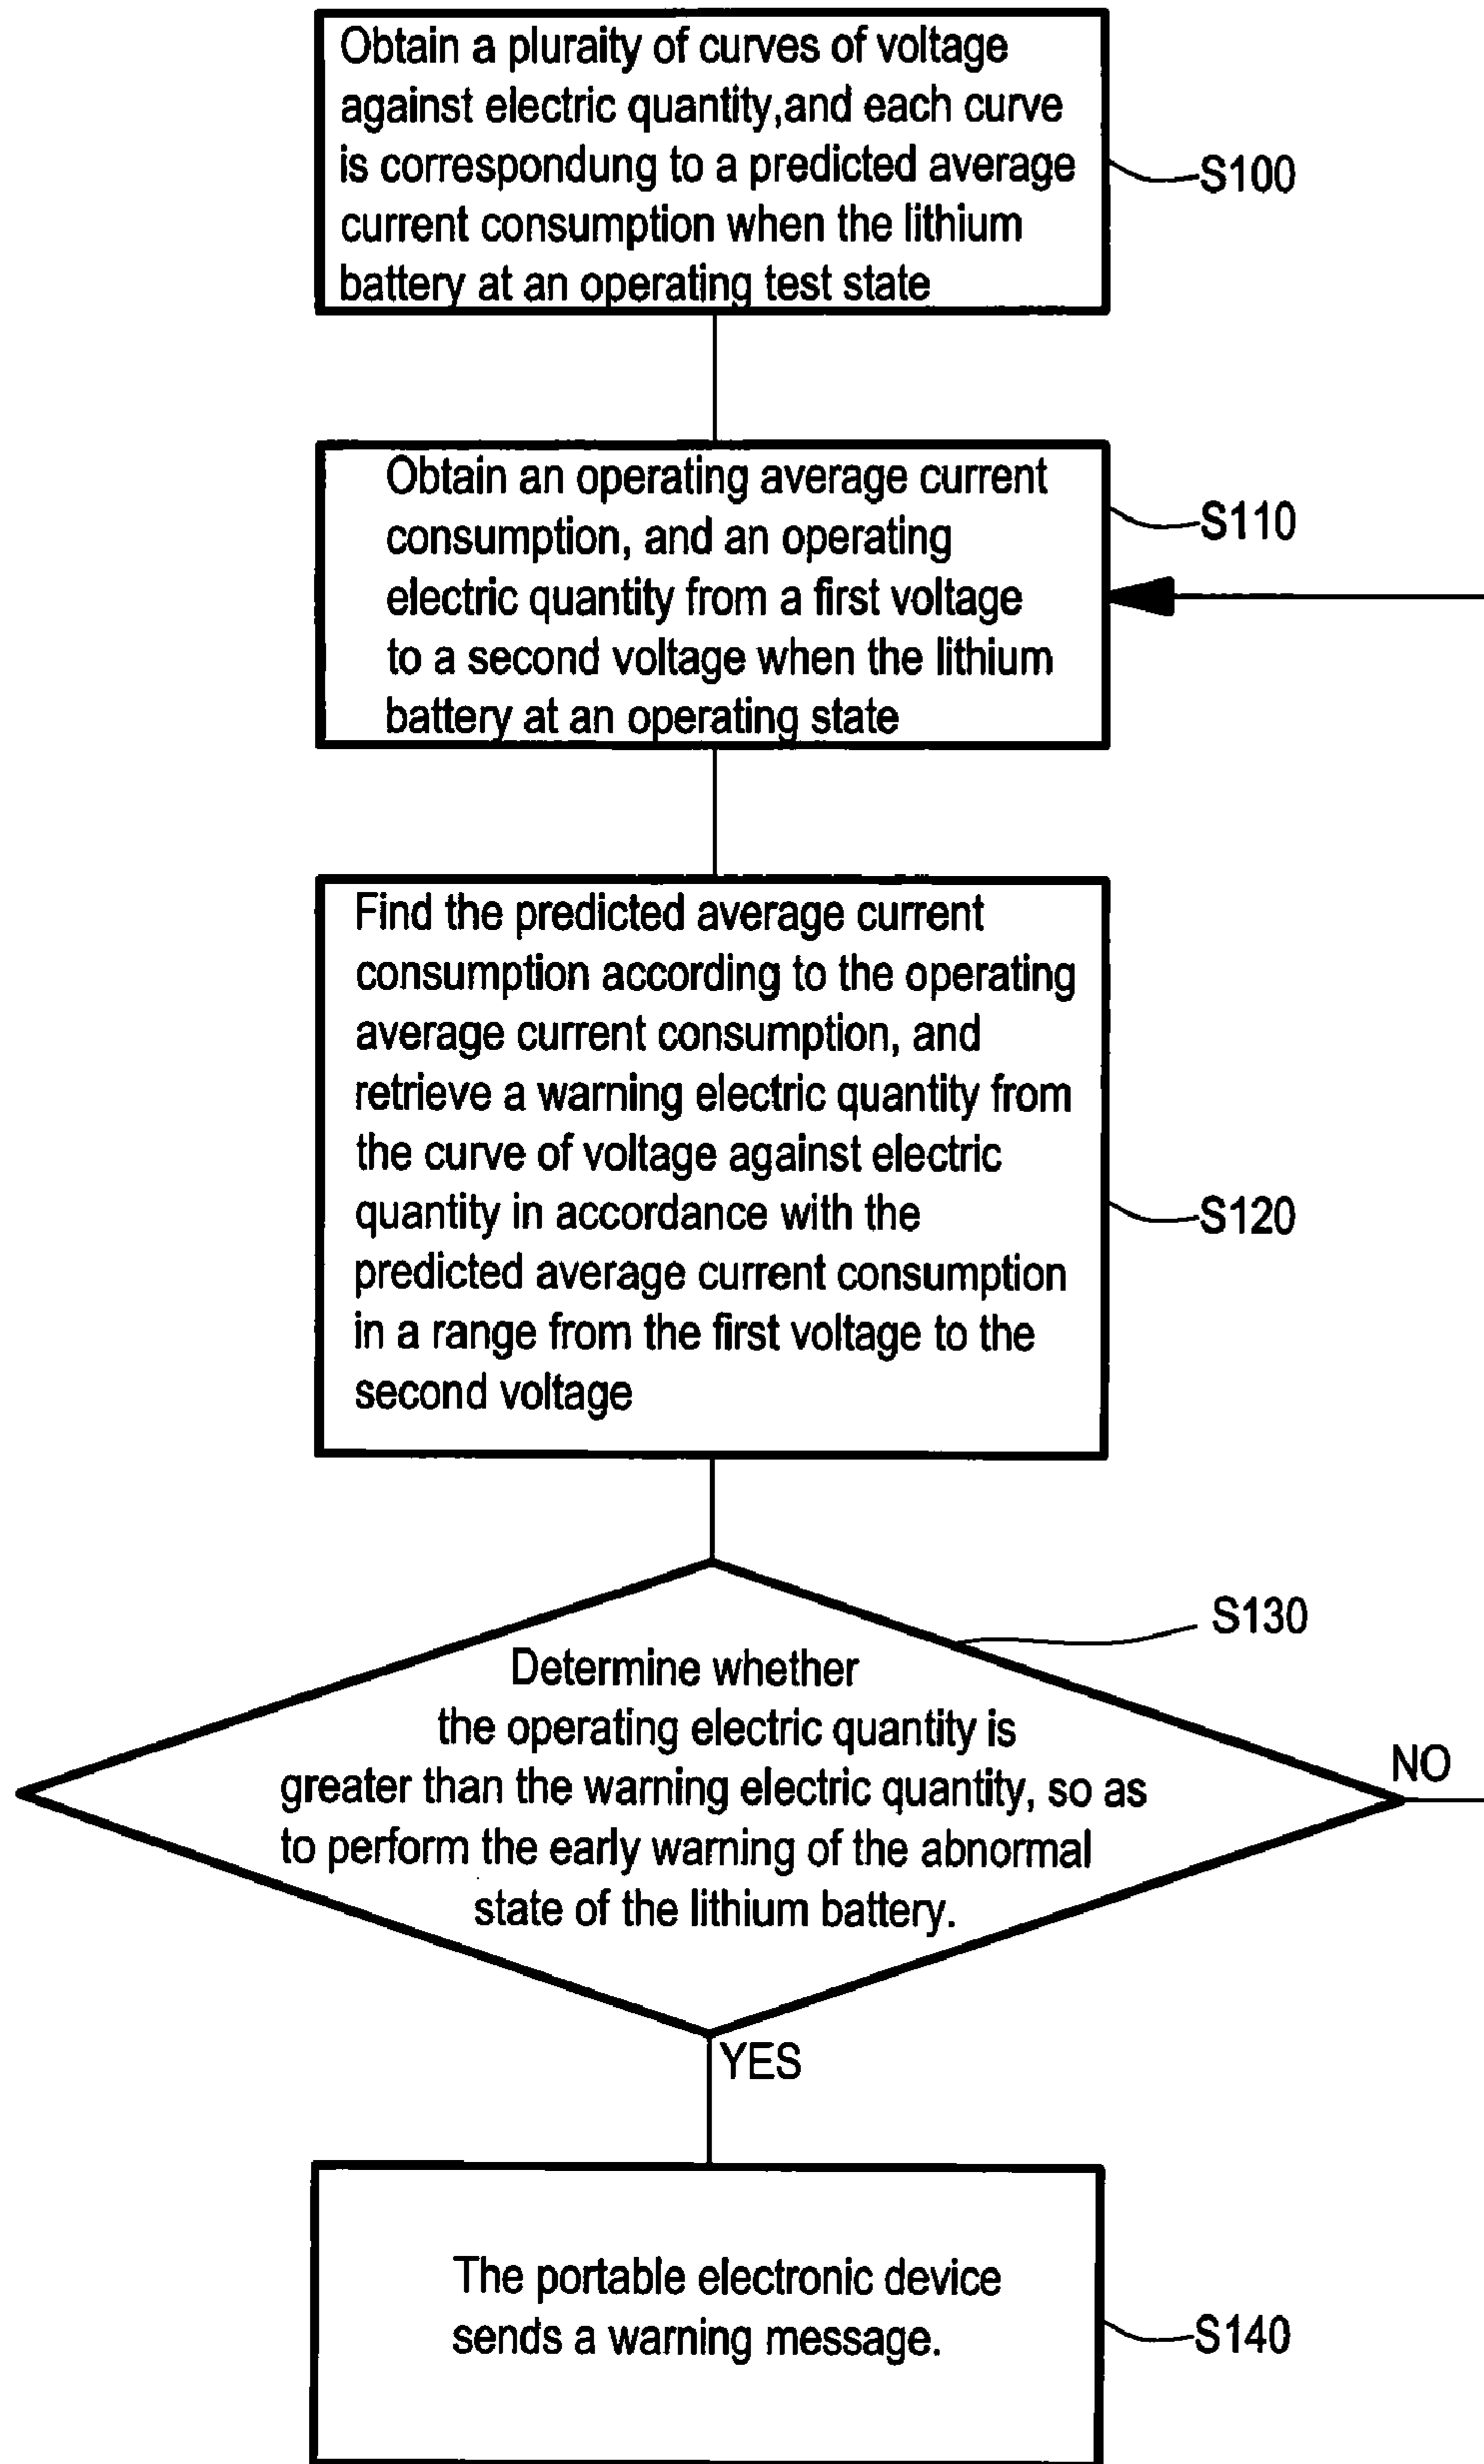 Obtain a pluraity of curves of voltage
against electric quantity,and each curve
is correspondung to a predicted average
current consumption when the lithium
battery at an operating test state
S100
Obtain an operating average current
consumption, and an operating
electric quantity from a first voltage
to a second voltage when the lithium
battery at an operating state
S110
Find the predicted average current
consumption according to the operating
average current consumption, and
retrieve a warning electric quantity from
the curve of voltage against electric
quantity in accordance with the
predicted average current consumption
in a range from the first voltage to the
second voltage
S120
S130
Determine whether
the operating electric quantity is
greater than the warning electric quantity, so as
to perform the early warning of the abnormal
state of the lithium battery.
NO
YES
The portable electronic device
sends a warning message.
S140